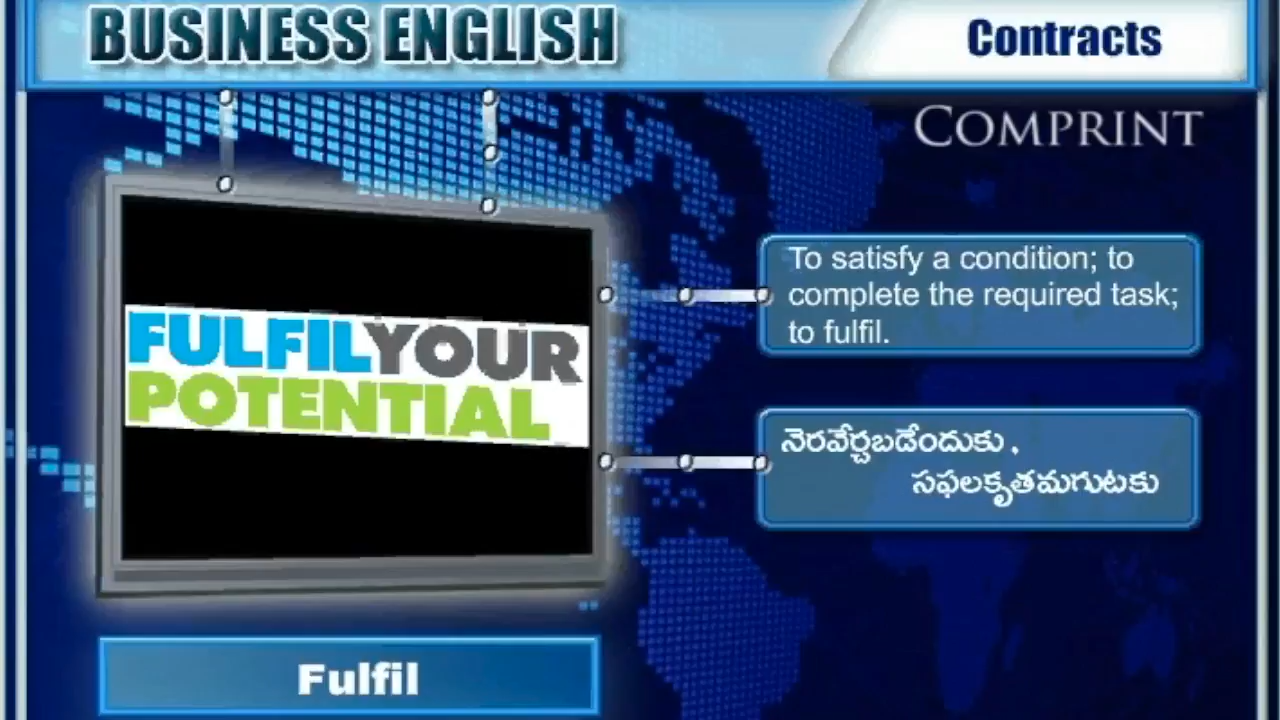 BUSINESS ENGLISH
Contracts
COMPRINT
FULFIL YOUR
POTENTIAL
To satisfy a condition; to
complete the required task;
to fulfil.
నెరవేర్చబడేందుకు ,
సఫలకృతమగుటకు
Fulfil